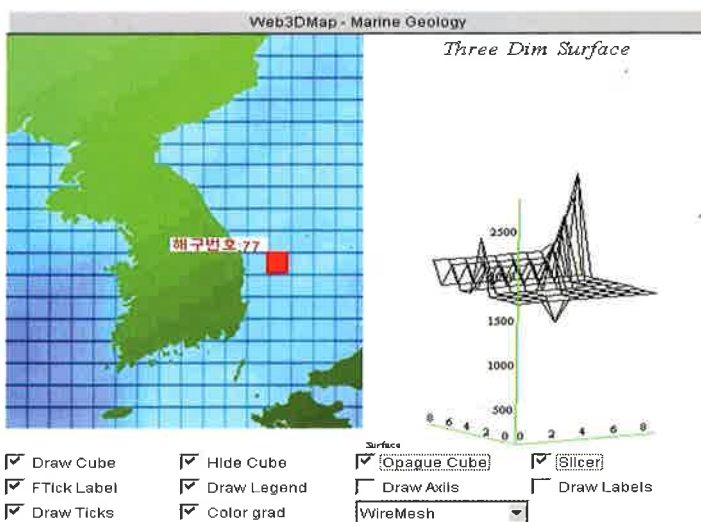 Web3DMap - Marine Geology
Three Dim Surface
해구번호:77
2500
1500
1000
500
8 6 4 2 0 0 2 4 6 8
Surface
Draw Cube
Hide Cube
Opaque Cube
Slicer
FTick Label
Draw Legend
Draw Axiis
Draw Labels
Draw Ticks
Color grad
WireMesh